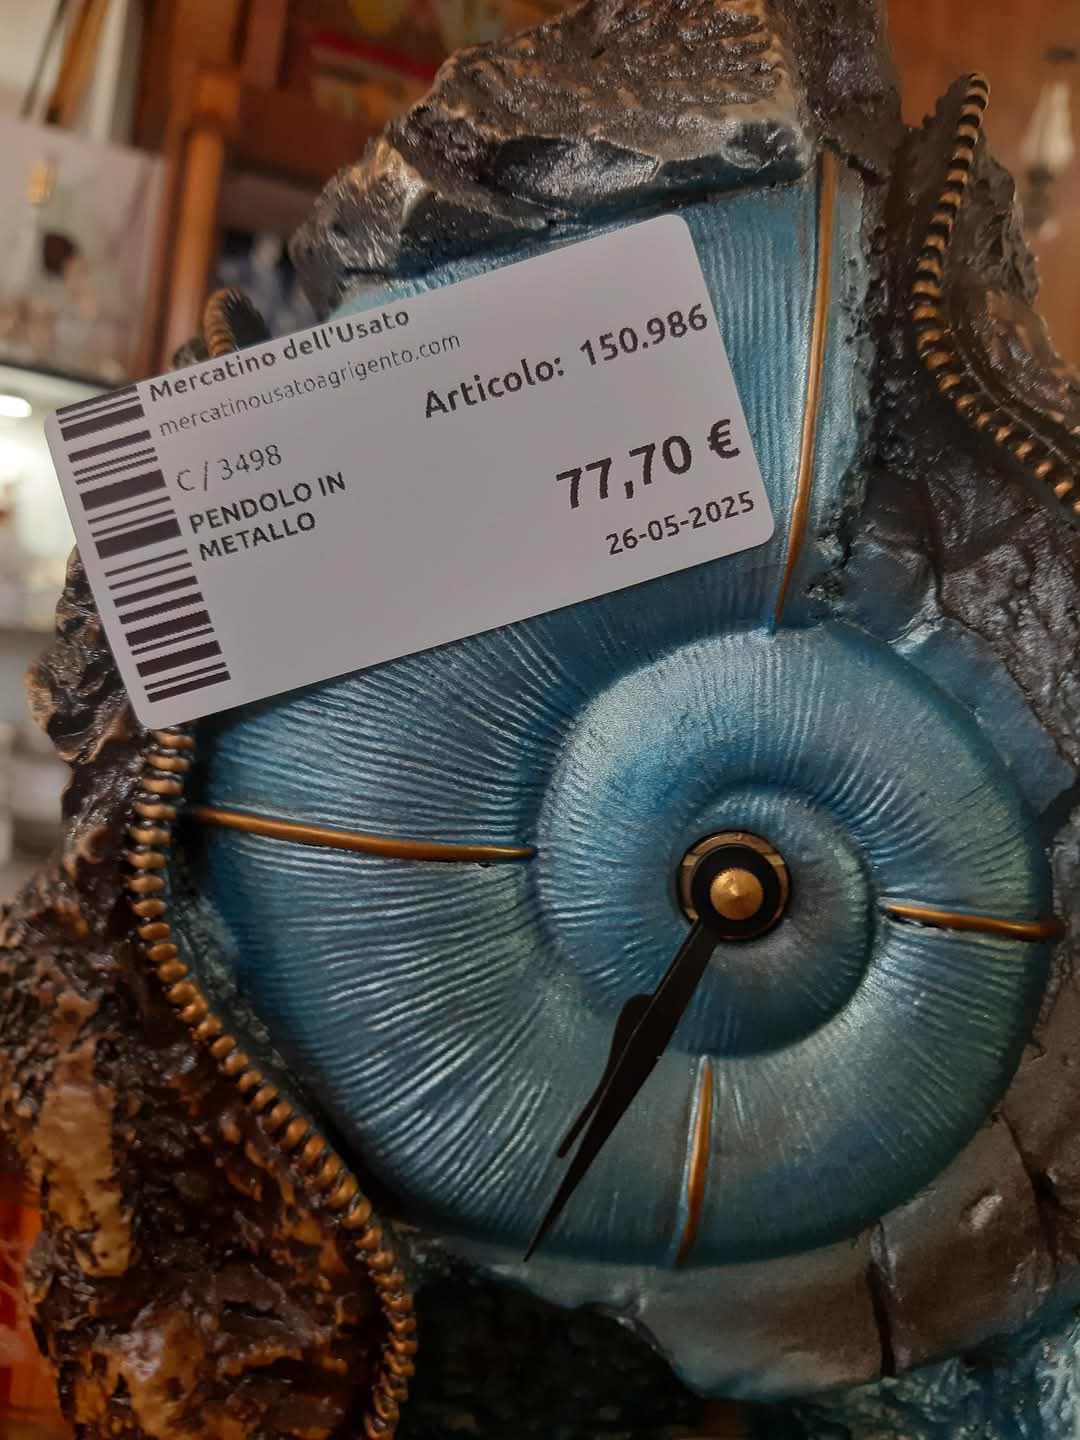 Mercatino dell'Usato
mercatinousatoagrigento.com
Articolo: 150.986
C / 3498
PENDOLO IN
METALLO
77,70 €
26-05-2025